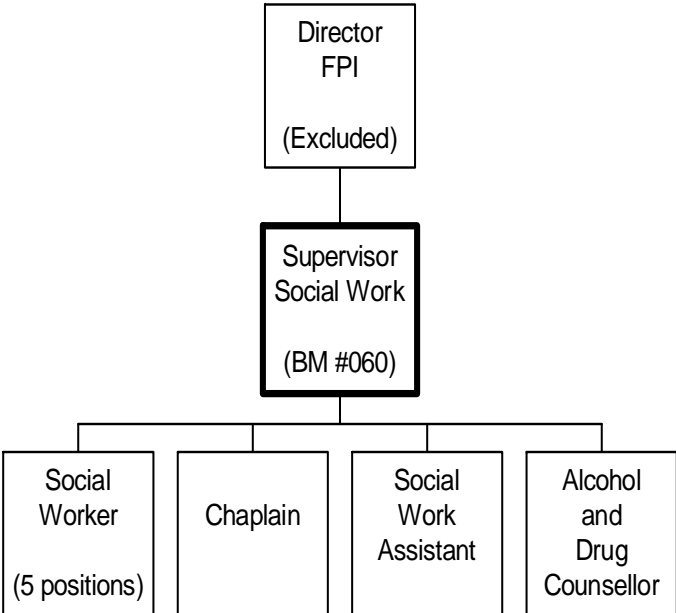 Director
FPI
(Excluded)
Supervisor
Social Work
(BM #060)
Social
Worker
(5 positions)
Chaplain
Social
Work
Assistant
Alcohol
and
Drug
Counsellor